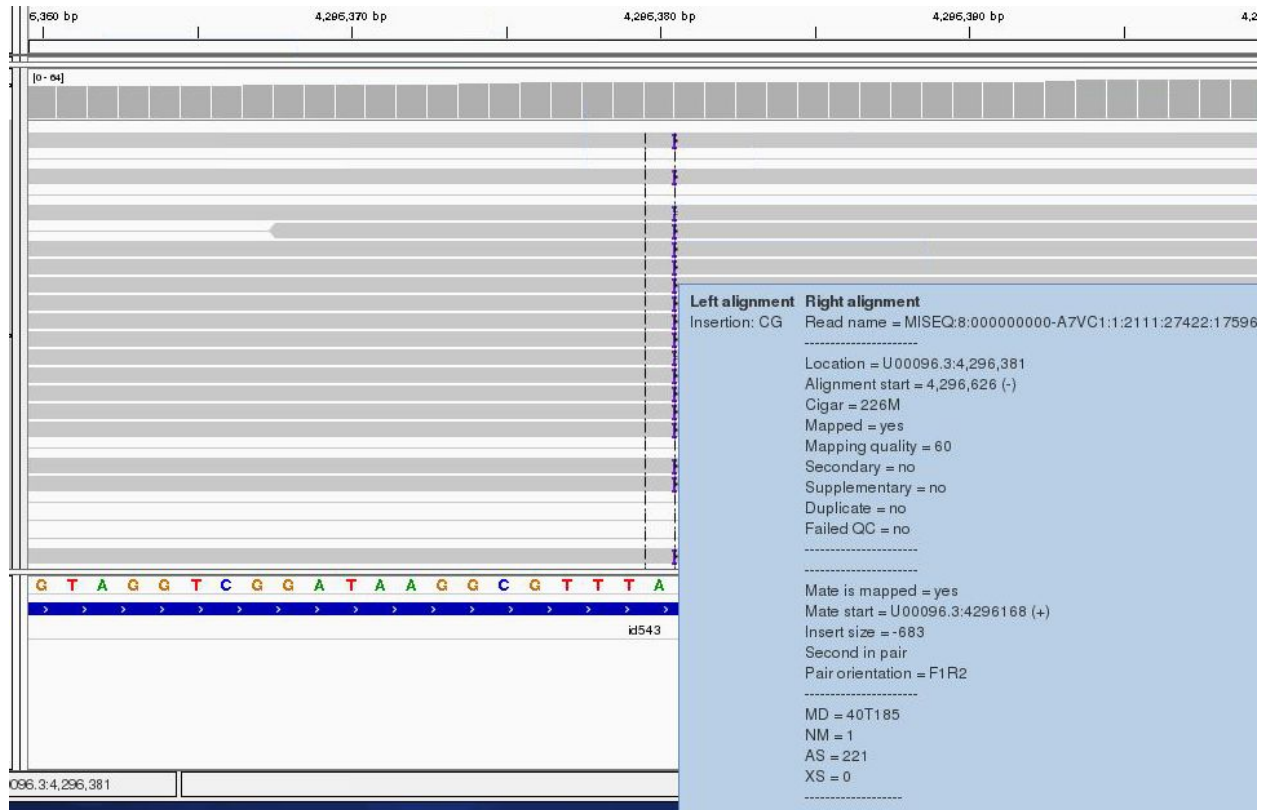 6,360 bp 4,296,370 bp 4,296,380 bp 4,296,390 bp 4,2
[0 - 64]
Left alignment Right alignment
Insertion: CG Read name = MISEQ:8:000000000-A7VC1:1:2111:27422:17596
----------------------
Location = U00096.3:4,296,381
Alignment start = 4,296,626 (-)
Cigar = 226M
Mapped = yes
Mapping quality = 60
Secondary = no
Supplementary = no
Duplicate = no
Failed QC = no
----------------------
----------------------
Mate is mapped = yes
Mate start = U00096.3:4296168 (+)
Insert size = -683
Second in pair
Pair orientation = F1R2
----------------------
MD = 40T185
NM = 1
AS = 221
XS = 0
-------------------
G T A G G T C G G A T A A G G C G T T T A
id543
096.3:4,296,381